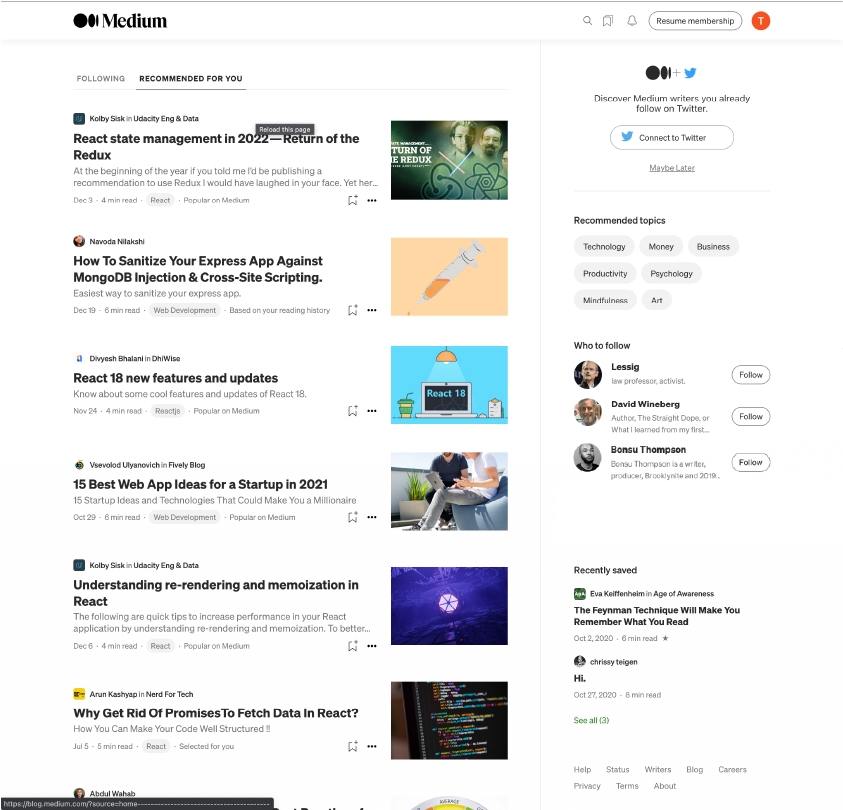 Medium
Resume membership
T
FOLLOWING
RECOMMENDED FOR YOU
Kolby Sisk in Udacity Eng & Data
Reload this page
React state management in 2022—Return of the
Redux
At the beginning of the year if you told me I'd be publishing a
recommendation to use Redux I would have laughed in your face. Yet her...
Dec 3 · 4 min read · React · Popular on Medium
STATE MANAGEMENT
TURN OF
HE REDUX
Navoda Nilakshi
How To Sanitize Your Express App Against
MongoDB Injection & Cross-Site Scripting.
Easiest way to sanitize your express app.
Dec 19 · 6 min read · Web Development · Based on your reading history
Divyesh Bhalani in DhiWise
React 18 new features and updates
Know about some cool features and updates of React 18.
Nov 24 · 4 min read · Reactjs · Popular on Medium
React 18
Vsevolod Ulyanovich in Fively Blog
15 Best Web App Ideas for a Startup in 2021
15 Startup Ideas and Technologies That Could Make You a Millionaire
Oct 29 · 6 min read · Web Development · Popular on Medium
Kolby Sisk in Udacity Eng & Data
Understanding re-rendering and memoization in
React
The following are quick tips to increase performance in your React
application by understanding re-rendering and memoization. To better...
Dec 6 · 4 min read · React · Popular on Medium
Arun Kashyap in Nerd For Tech
Why Get Rid Of PromisesTo Fetch Data In React?
How You Can Make Your Code Well Structured !!
Jul 5 · 5 min read · React · Selected for you
Abdul Wahab
AVERAGE
https://blog.medium.com/?source=home---------------------------------------
Discover Medium writers you already
follow on Twitter.
Connect to Twitter
Maybe Later
Recommended topics
Technology
Money
Business
Productivity
Psychology
Mindfulness
Art
Who to follow
Lessig
law professor, activist.
Follow
David Wineberg
Author, The Straight Dope, or
What I learned from my first...
Follow
Bonsu Thompson
Bonsu Thompson is a writer,
producer, Brooklynite and 2019...
Follow
Recently saved
Eva Keiffenheim in Age of Awareness
The Feynman Technique Will Make You
Remember What You Read
Oct 2, 2020 · 6 min read ★
chrissy teigen
Hi.
Oct 27, 2020 · 8 min read
See all (3)
Help Status Writers Blog Careers
Privacy Terms About